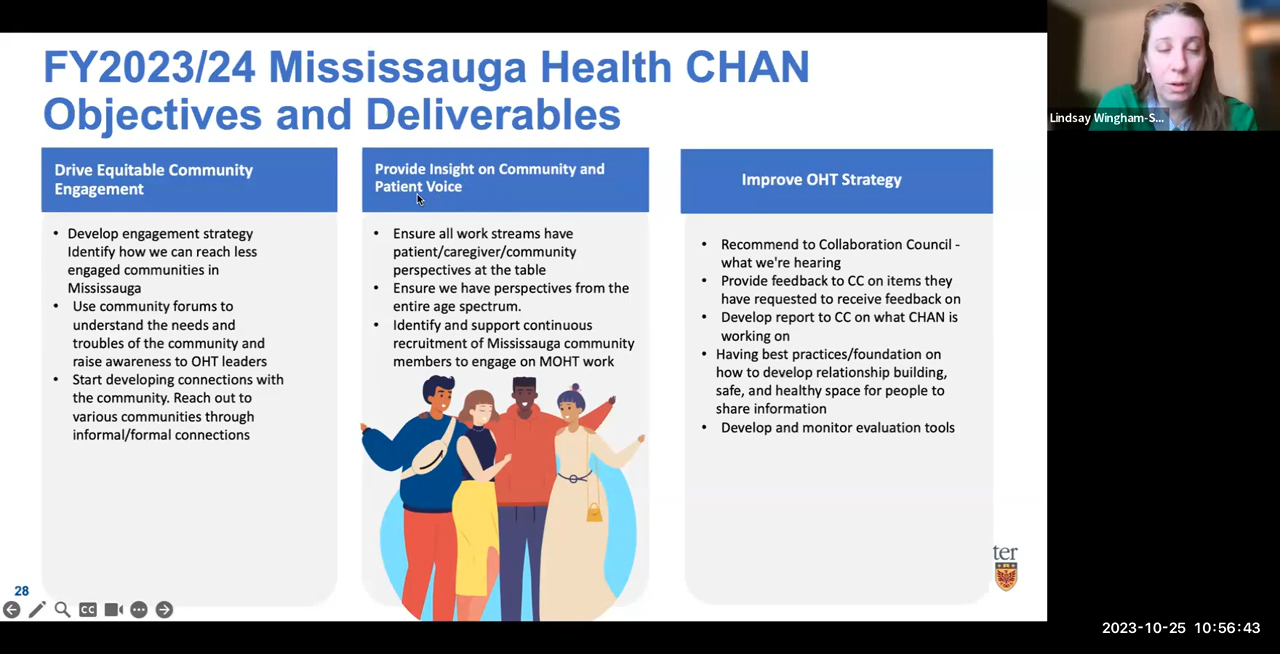 FY2023/24 Mississauga Health CHAN
Objectives and Deliverables
Drive Equitable Community
Engagement
• Develop engagement strategy
Identify how we can reach less
engaged communities in
Mississauga
• Use community forums to
understand the needs and
troubles of the community and
raise awareness to OHT leaders
• Start developing connections with
the community. Reach out to
various communities through
informal/formal connections
Provide Insight on Community and
Patient Voice
• Ensure all work streams have
patient/caregiver/community
perspectives at the table
• Ensure we have perspectives from the
entire age spectrum.
• Identify and support continuous
recruitment of Mississauga community
members to engage on MOHT work
Improve OHT Strategy
• Recommend to Collaboration Council -
what we're hearing
• Provide feedback to CC on items they
have requested to receive feedback on
• Develop report to CC on what CHAN is
working on
• Having best practices/foundation on
how to develop relationship building,
safe, and healthy space for people to
share information
• Develop and monitor evaluation tools
ter
28
CC
Lindsay Wingham-S...
2023-10-25 10:56:43